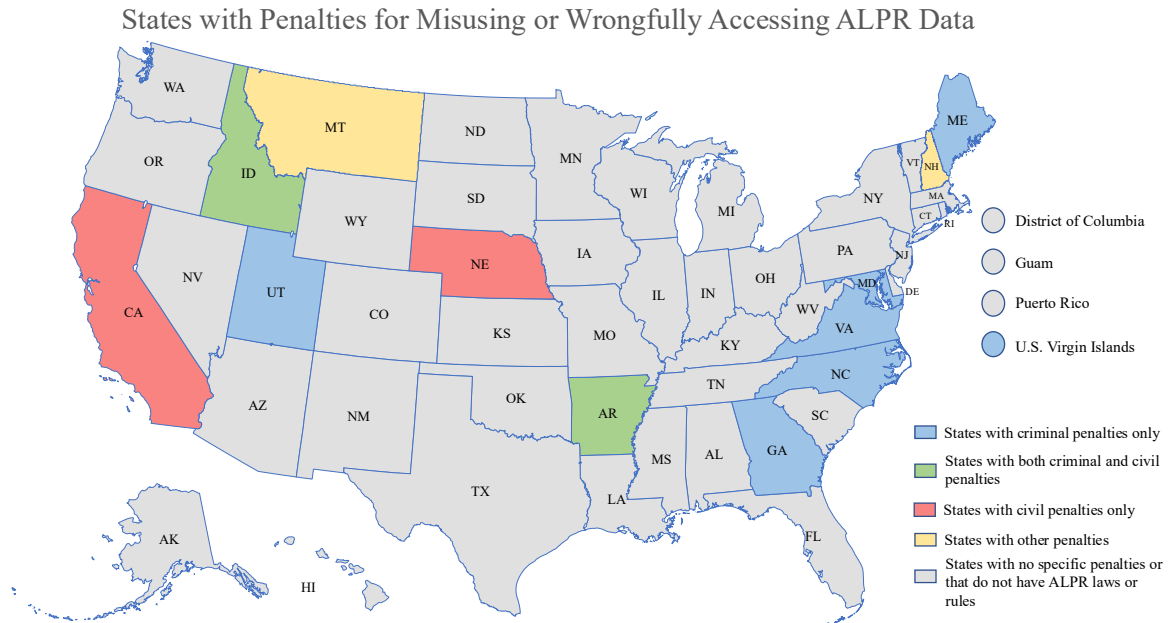 States with Penalties for Misusing or Wrongfully Accessing ALPR Data
WA
MT
ND
MN
ME
OR
ID
SD
WI
MI
VT
NH
NY
MA
CT
RI
WY
IA
NE
PA
NJ
NV
UT
CO
IL
IN
OH
MD
DE
WV
CA
KS
MO
KY
VA
AZ
NM
OK
AR
TN
NC
SC
MS
AL
GA
TX
LA
FL
AK
HI
District of Columbia
Guam
Puerto Rico
U.S. Virgin Islands
States with criminal penalties only
States with both criminal and civil
penalties
States with civil penalties only
States with other penalties
States with no specific penalties or
that do not have ALPR laws or
rules